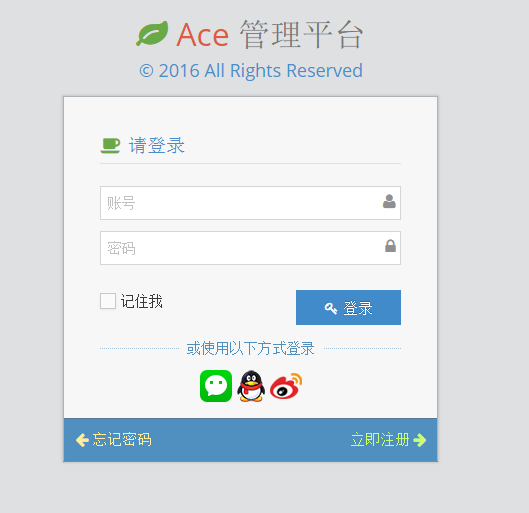 Ace 管理平台
© 2016 All Rights Reserved
请登录
账号
密码
记住我
登录
或使用以下方式登录
忘记密码
立即注册